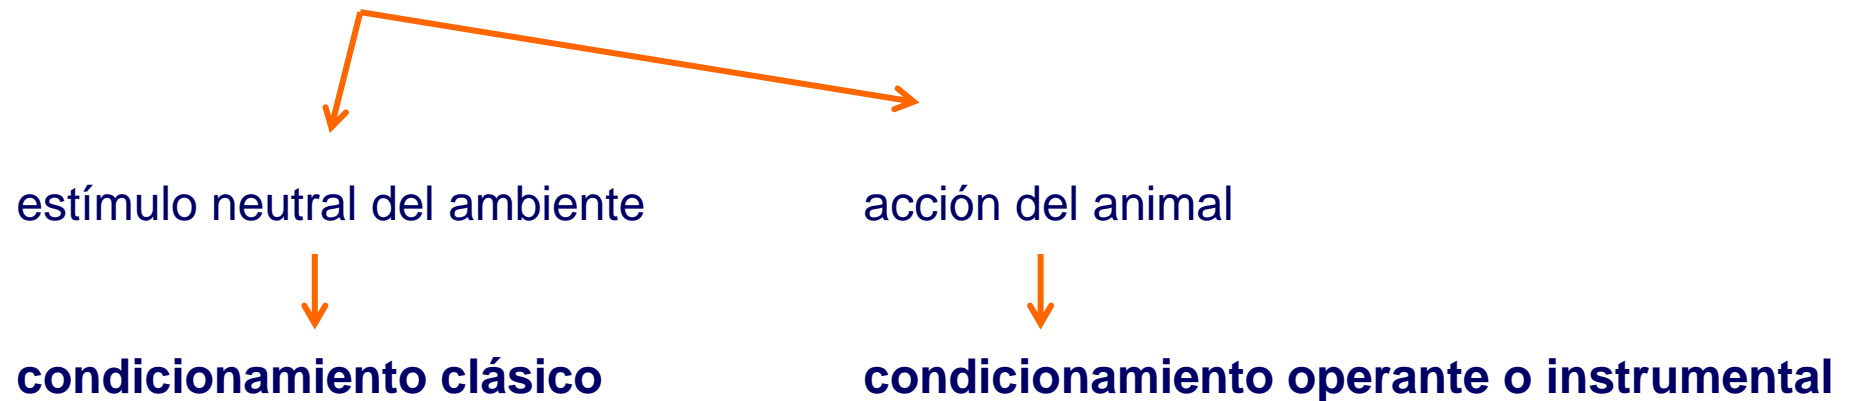 estímulo neutral del ambiente
acción del animal
condicionamiento clásico
condicionamiento operante o instrumental